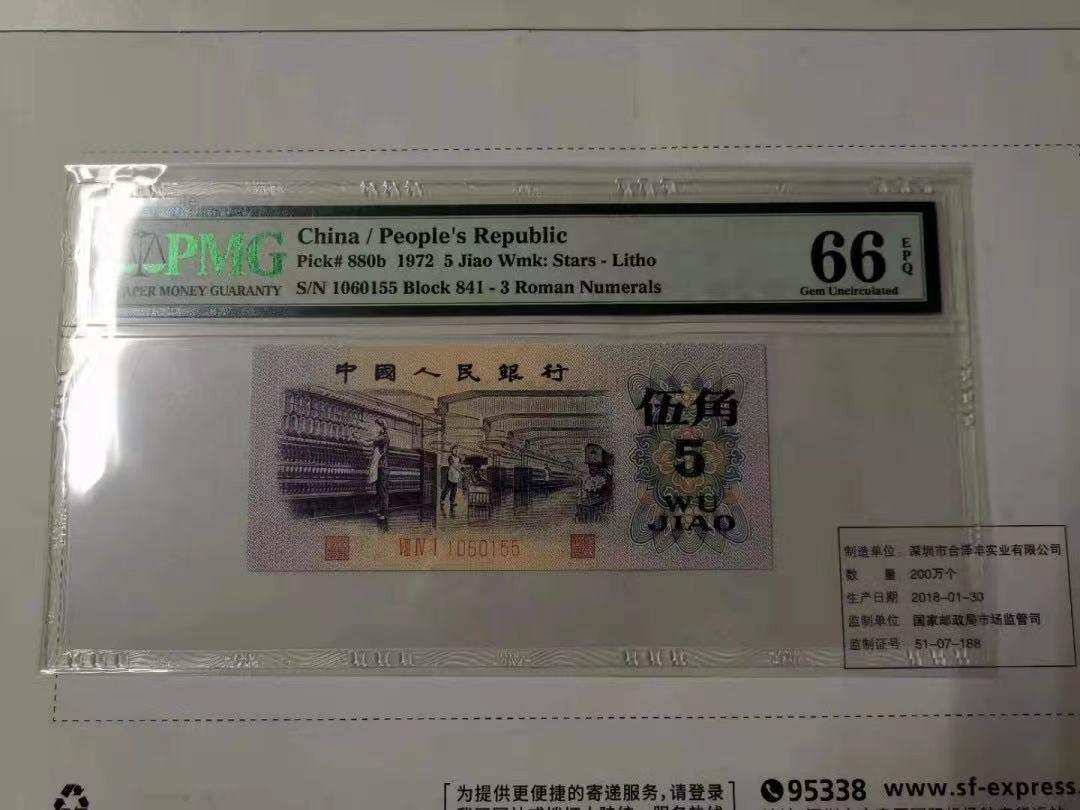 PMG
PAPER MONEY GUARANTY
China / People's Republic
Pick# 880b 1972 5 Jiao Wmk: Stars - Litho
S/N 1060155 Block 841 - 3 Roman Numerals
66
EPQ
Gem Uncirculated
中國人民銀行
伍角
5
WU
JIAO
VIII IV I 1060155
制造单位: 深圳市合泽丰实业有限公司
数 量 200万个
生产日期 2018-01-30
监制单位 国家邮政局市场监管司
监制证号 51-07-188
为提供更便捷的寄递服务,请登录
95338 www.sf-express